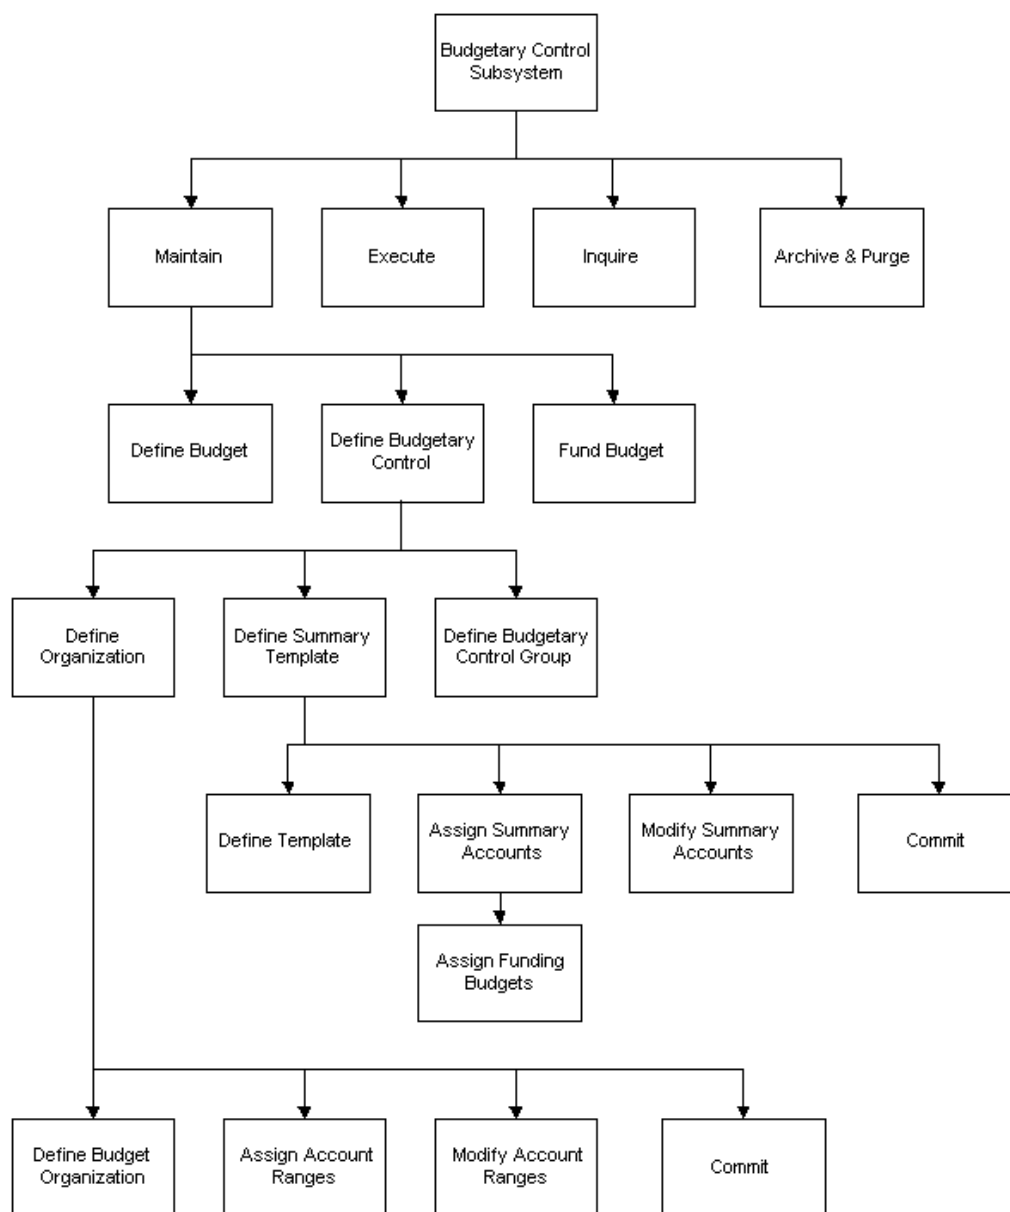 Budgetary Control
Subsystem
Maintain
Execute
Inquire
Archive & Purge
Define Budget
Define Budgetary
Control
Fund Budget
Define
Organization
Define Summary
Template
Define Budgetary
Control Group
Define Template
Assign Summary
Accounts
Modify Summary
Accounts
Commit
Assign Funding
Budgets
Define Budget
Organization
Assign Account
Ranges
Modify Account
Ranges
Commit